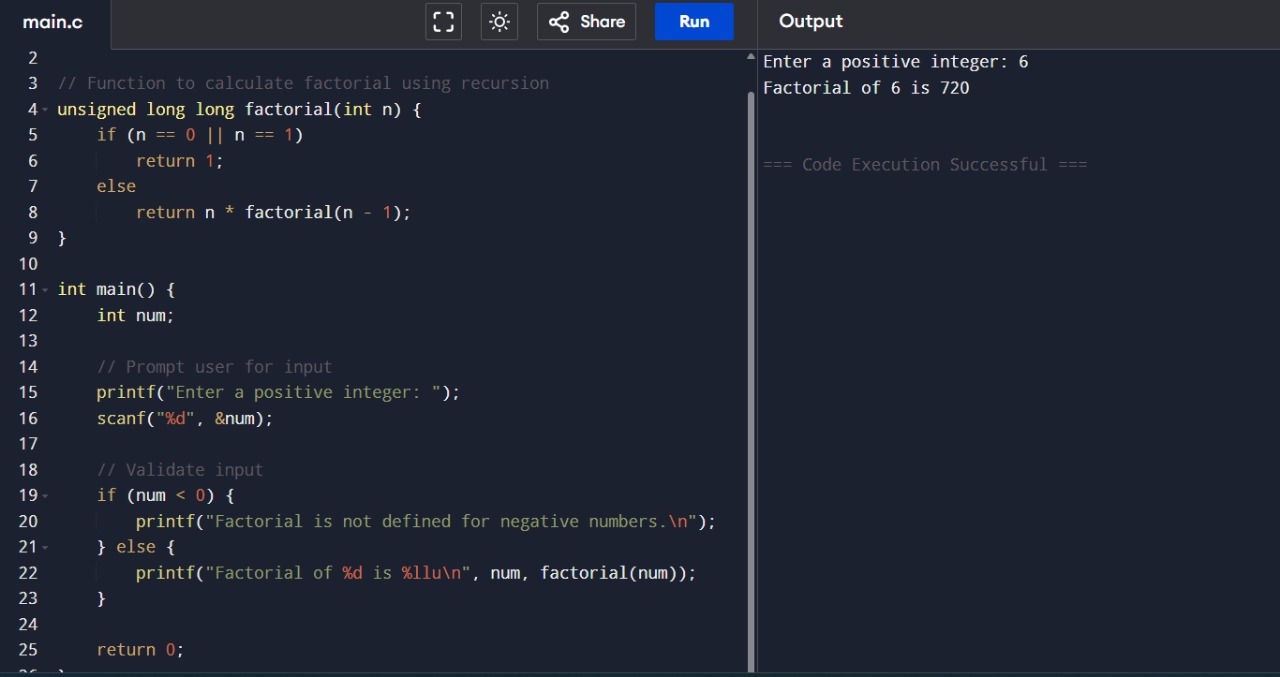 main.c
Share
Run
Output
2
3 // Function to calculate factorial using recursion
4 unsigned long long factorial(int n) {
5     if (n == 0 || n == 1)
6         return 1;
7     else
8         return n * factorial(n - 1);
9 }
10
11 int main() {
12     int num;
13
14     // Prompt user for input
15     printf("Enter a positive integer: ");
16     scanf("%d", &num);
17
18     // Validate input
19     if (num < 0) {
20         printf("Factorial is not defined for negative numbers.\n");
21     } else {
22         printf("Factorial of %d is %llu\n", num, factorial(num));
23     }
24
25     return 0;
Enter a positive integer: 6
Factorial of 6 is 720
=== Code Execution Successful ===